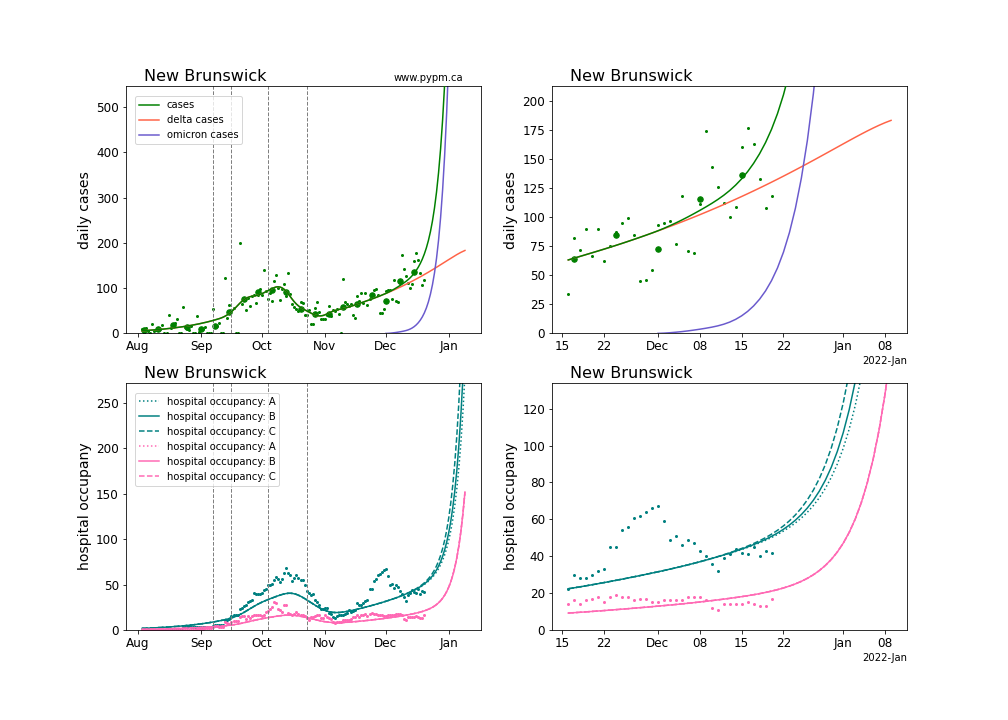 New Brunswick
www.pypm.ca
daily cases
500
400
300
200
100
0
cases
delta cases
omicron cases
Aug Sep Oct Nov Dec Jan
New Brunswick
daily cases
200
175
150
125
100
75
50
25
0
15 22 Dec 08 15 22 Jan 08
2022-Jan
New Brunswick
hospital occupany
250
200
150
100
50
0
hospital occupancy: A
hospital occupancy: B
hospital occupancy: C
hospital occupancy: A
hospital occupancy: B
hospital occupancy: C
Aug Sep Oct Nov Dec Jan
New Brunswick
hospital occupany
120
100
80
60
40
20
0
15 22 Dec 08 15 22 Jan 08
2022-Jan